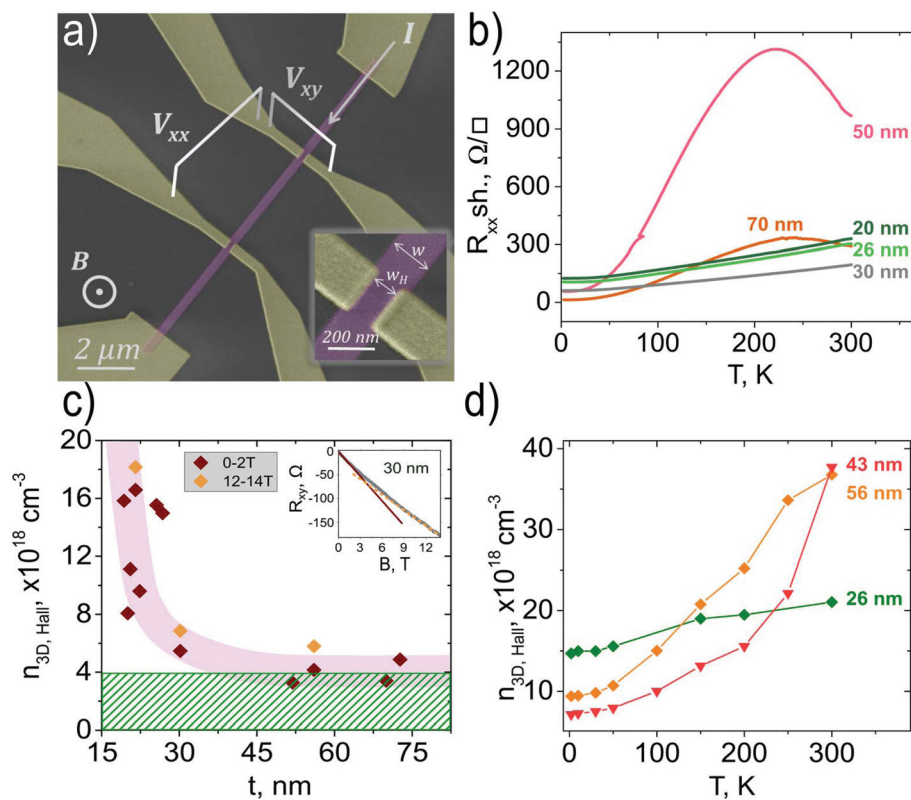 a)
I
V_xy
V_xx
B
w
w_H
2 μm
200 nm
b)
R_xx sh., Ω/□
1200
900
600
300
0
0 100 200 300
T, K
50 nm
70 nm
20 nm
26 nm
30 nm
c)
n_3D, Hall, x10^18 cm^-3
20
16
12
8
4
0
15 30 45 60 75
t, nm
0-2T
12-14T
30 nm
R_xy, Ω
0
-50
-100
-150
0 3 6 9 12
B, T
d)
n_3D, Hall, x10^18 cm^-3
40
30
20
10
0 100 200 300
T, K
43 nm
56 nm
26 nm